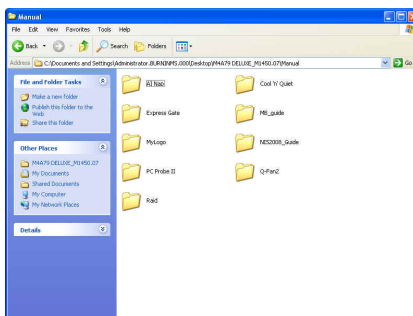 Manual
File Edit View Favorites Tools Help
Back Search Folders
Address C:\Documents and Settings\Administrator.BURNINMS.000\Desktop\M4A79 DELUXE_M1450.07\Manual Go
File and Folder Tasks
Make a new folder
Publish this folder to the
Web
Share this folder
Other Places
M4A79 DELUXE_M1450.07
My Documents
Shared Documents
My Computer
My Network Places
Details
AI Nap
Cool 'n' Quiet
Express Gate
MB_guide
MyLogo
NIS2008_Guide
PC Probe II
Q-Fan2
Raid